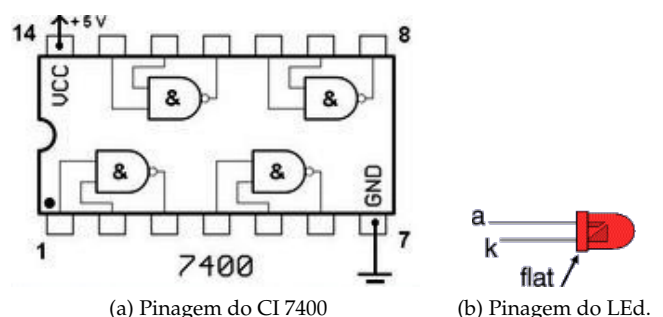 14 +5V 8
VCC
& &
& &
GND
1 7
7400
a
k
flat
(a) Pinagem do CI 7400 (b) Pinagem do LEd.